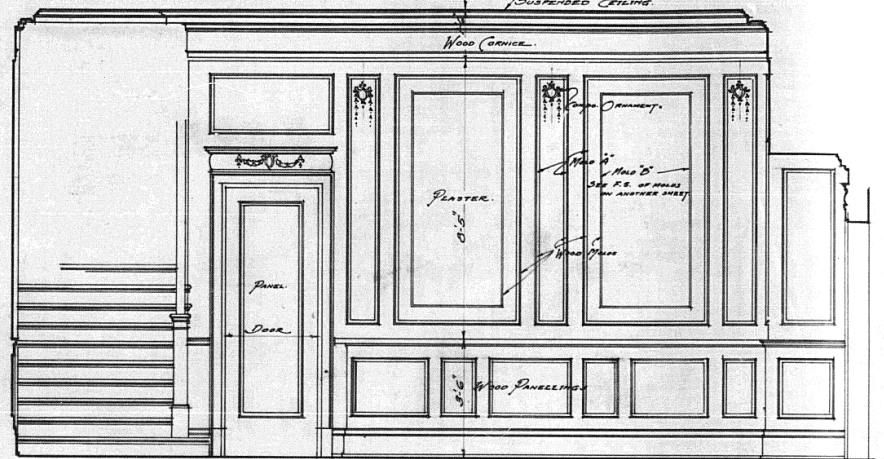 SUSPENDED CEILING.
WOOD CORNICE.
COMPO. ORNAMENT.
MOLD "A"
MOLD "B"
SEE F.S. OF MOLDS
ON ANOTHER SHEET
PLASTER.
8'-5"
WOOD MOLDS
PANEL.
DOOR
3'-6"
WOOD PANELLING.